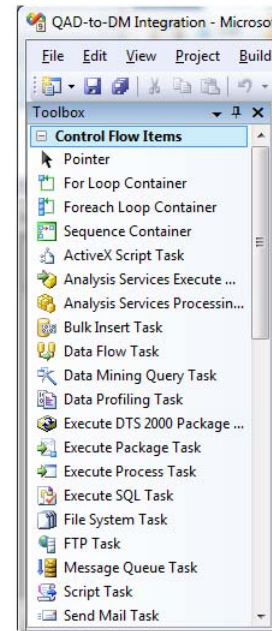 QAD-to-DM Integration - Microso
File Edit View Project Build
Toolbox
Control Flow Items
Pointer
For Loop Container
Foreach Loop Container
Sequence Container
ActiveX Script Task
Analysis Services Execute ...
Analysis Services Processin...
Bulk Insert Task
Data Flow Task
Data Mining Query Task
Data Profiling Task
Execute DTS 2000 Package ...
Execute Package Task
Execute Process Task
Execute SQL Task
File System Task
FTP Task
Message Queue Task
Script Task
Send Mail Task